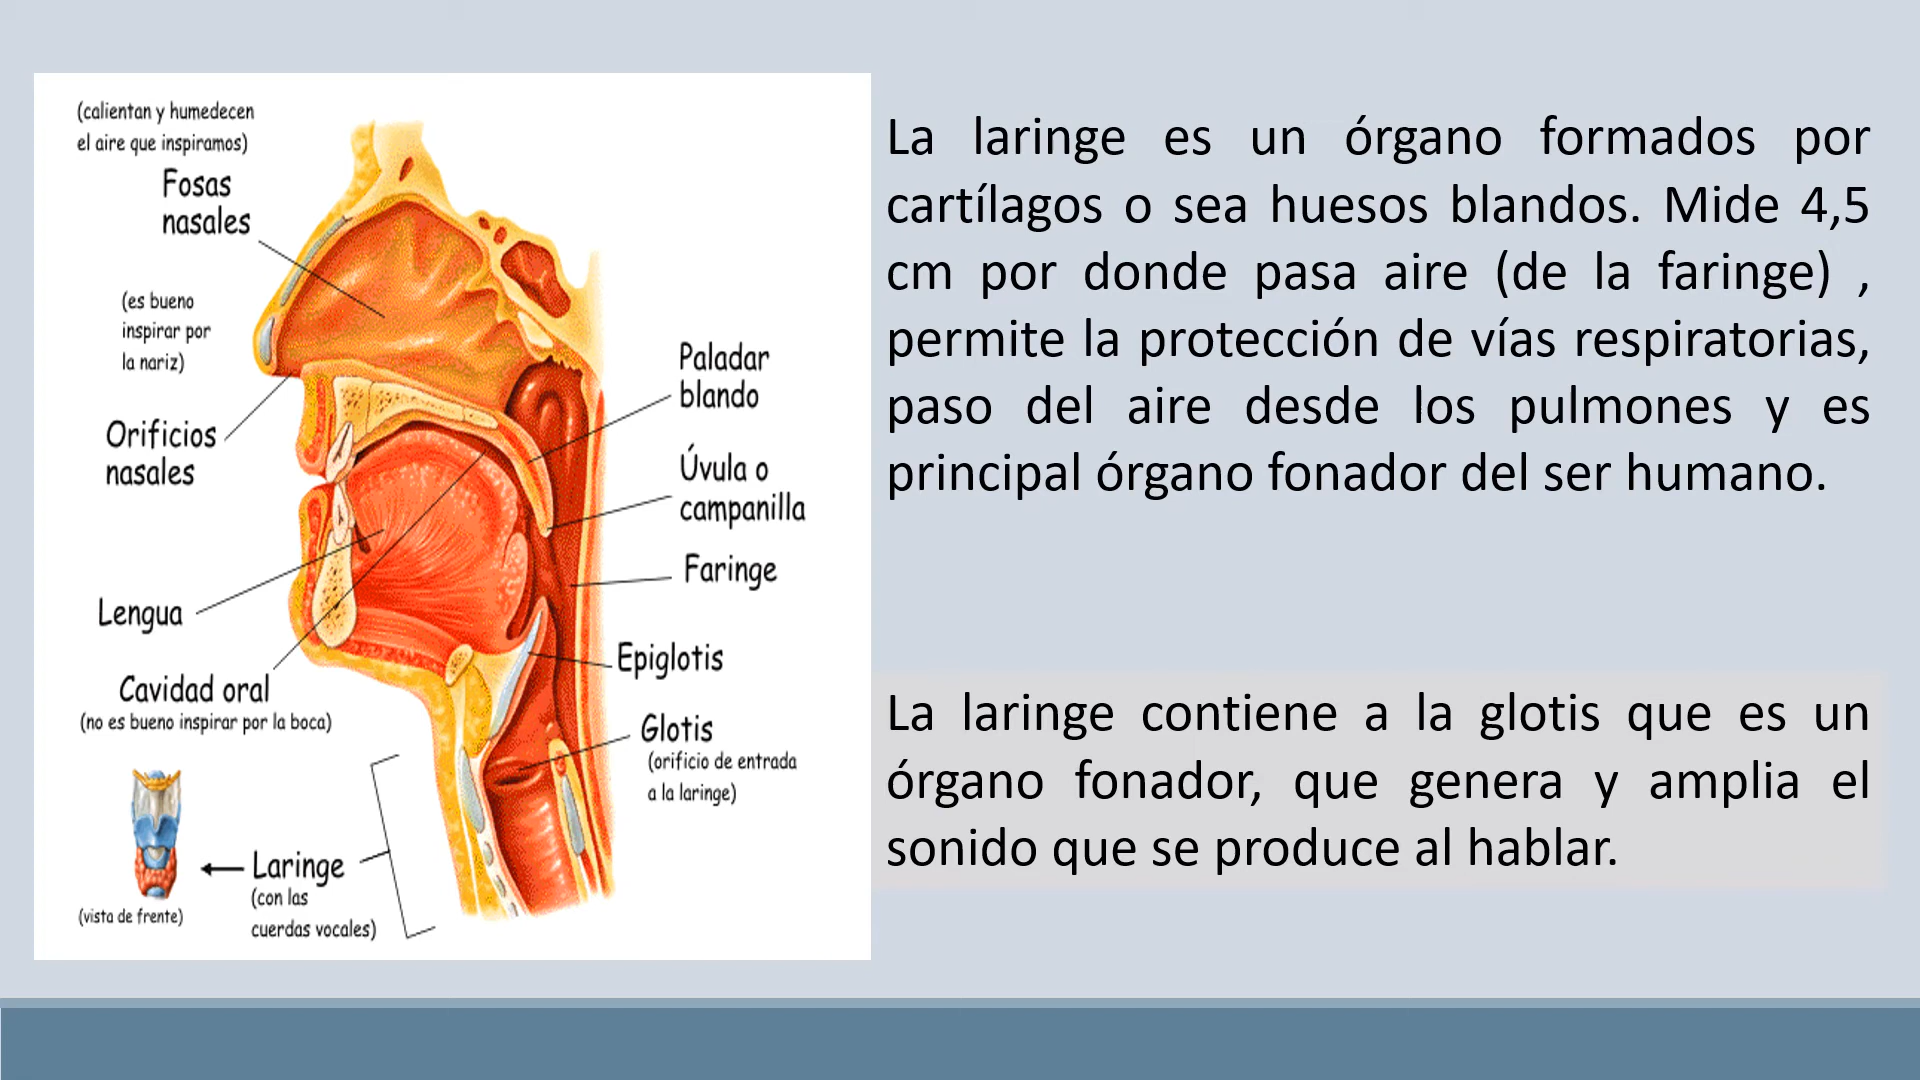 (calientan y humedecen
el aire que inspiramos)
Fosas
nasales
(es bueno
inspirar por
la nariz)
Orificios
nasales
Lengua
Cavidad oral
(no es bueno inspirar por la boca)
Laringe
(con las
cuerdas vocales)
(vista de frente)
Paladar
blando
Úvula o
campanilla
Faringe
Epiglotis
Glotis
(orificio de entrada
a la laringe)
La laringe es un órgano formados por
cartílagos o sea huesos blandos. Mide 4,5
cm por donde pasa aire (de la faringe) ,
permite la protección de vías respiratorias,
paso del aire desde los pulmones y es
principal órgano fonador del ser humano.
La laringe contiene a la glotis que es un
órgano fonador, que genera y amplia el
sonido que se produce al hablar.